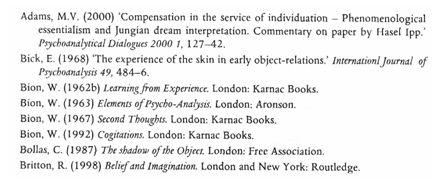 Adams, M.V. (2000) 'Compensation in the service of individuation – Phenomenological
essentialism and Jungian dream interpretation. Commentary on paper by Hasel Ipp.'
Psychoanalytical Dialogues 2000 1, 127–42.
Bick, E. (1968) 'The experience of the skin in early object-relations.' Internationl Journal of
Psychoanalysis 49, 484–6.
Bion, W. (1962b) Learning from Experience. London: Karnac Books.
Bion, W. (1963) Elements of Psycho-Analysis. London: Aronson.
Bion, W. (1967) Second Thoughts. London: Karnac Books.
Bion, W. (1992) Cogitations. London: Karnac Books.
Bollas, C. (1987) The shadow of the Object. London: Free Association.
Britton, R. (1998) Belief and Imagination. London and New York: Routledge.